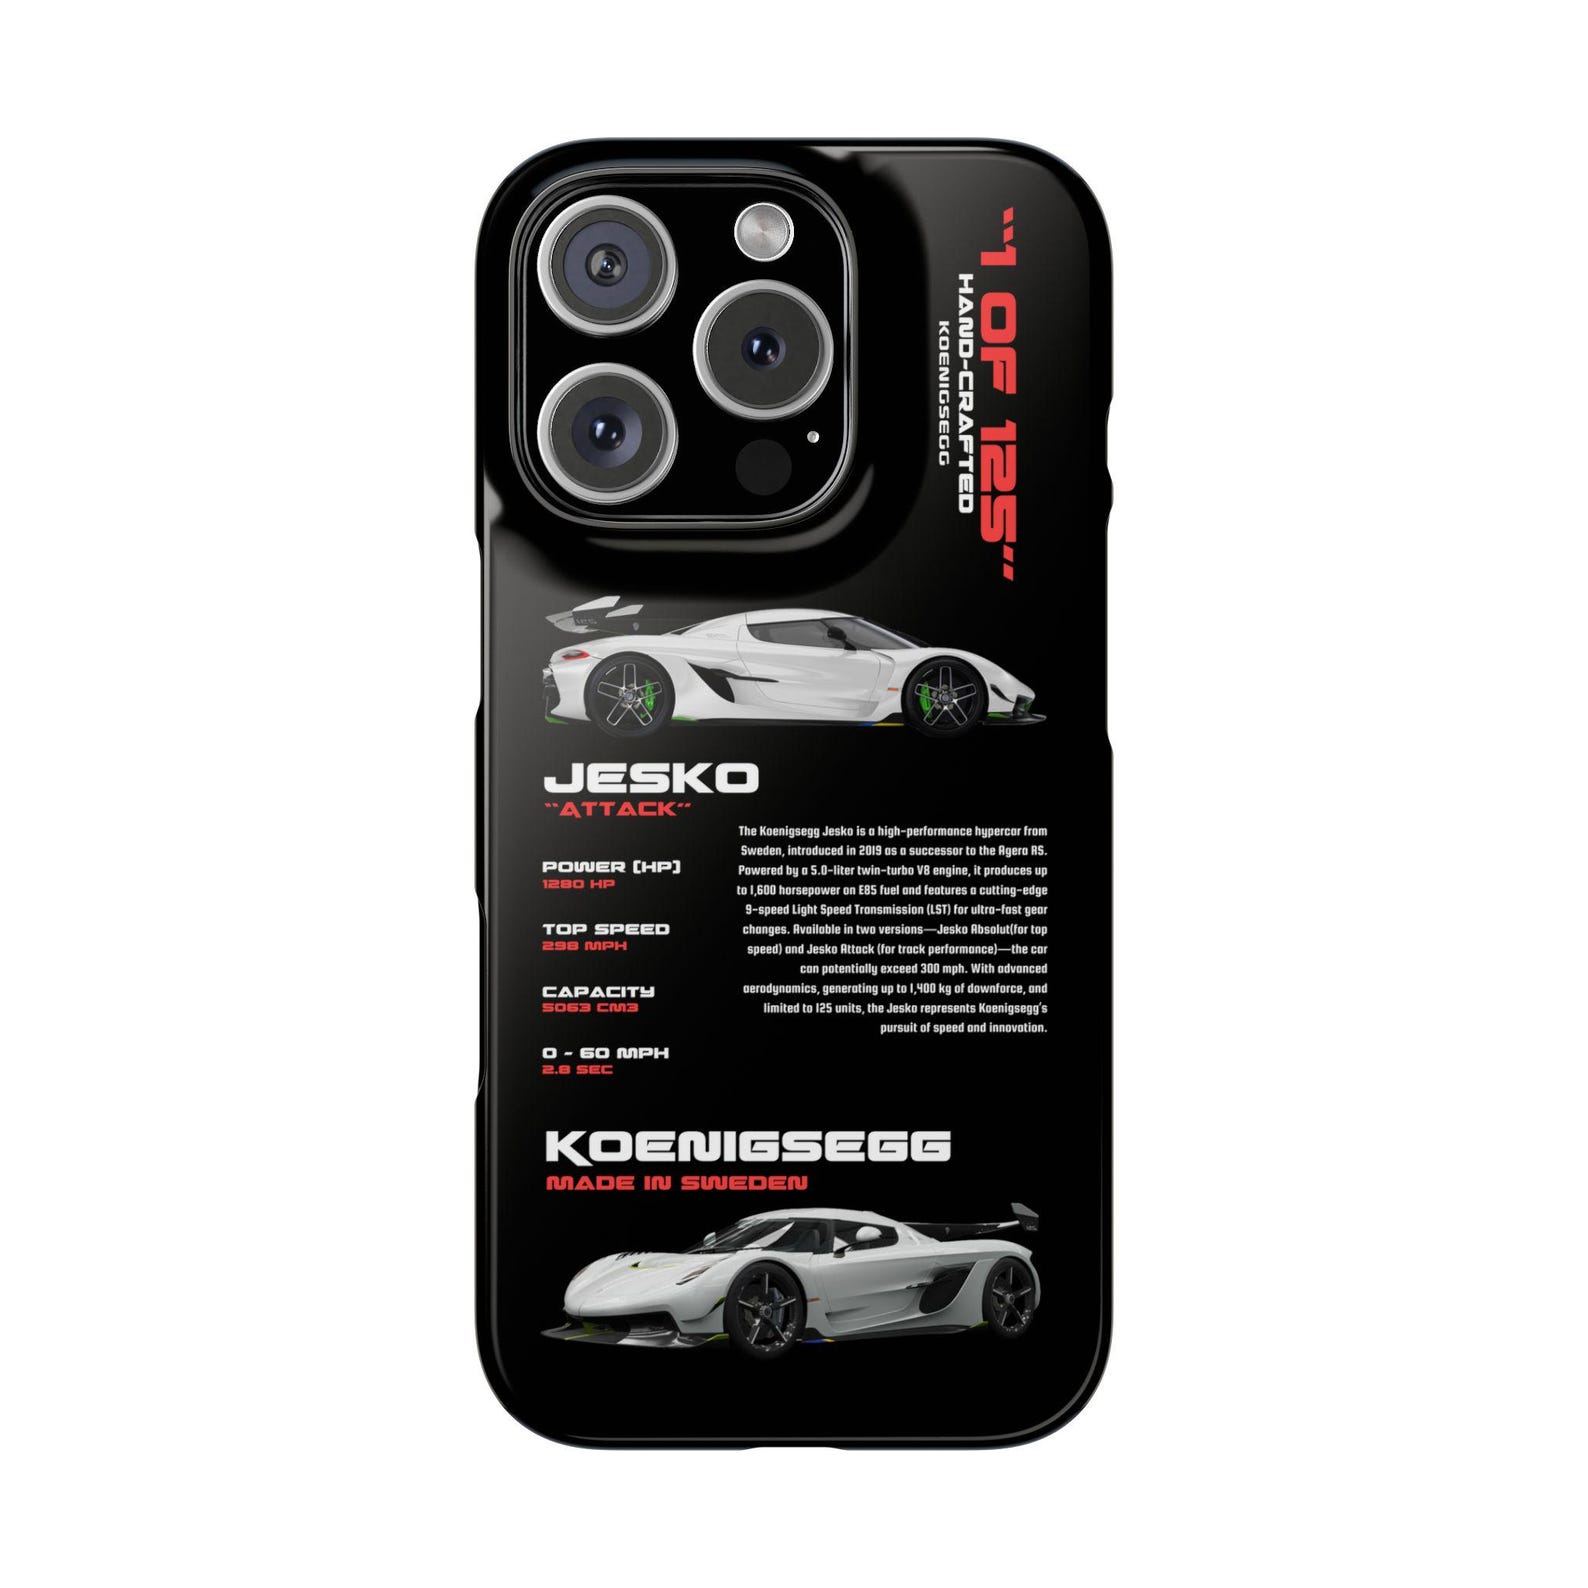 “1 OF 125”
HAND-CRAFTED
KOENIGSEGG
JESKO
“ATTACK”
POWER (HP)
1280 HP
TOP SPEED
298 MPH
CAPACITY
5063 CM3
0 - 60 MPH
2.8 SEC
The Koenigsegg Jesko is a high-performance hypercar from
Sweden, introduced in 2019 as a successor to the Agera RS.
Powered by a 5.0-liter twin-turbo V8 engine, it produces up
to 1,600 horsepower on E85 fuel and features a cutting-edge
9-speed Light Speed Transmission (LST) for ultra-fast gear
changes. Available in two versions—Jesko Absolut(for top
speed) and Jesko Attack (for track performance)—the car
can potentially exceed 300 mph. With advanced
aerodynamics, generating up to 1,400 kg of downforce, and
limited to 125 units, the Jesko represents Koenigsegg’s
pursuit of speed and innovation.
KOENIGSEGG
MADE IN SWEDEN